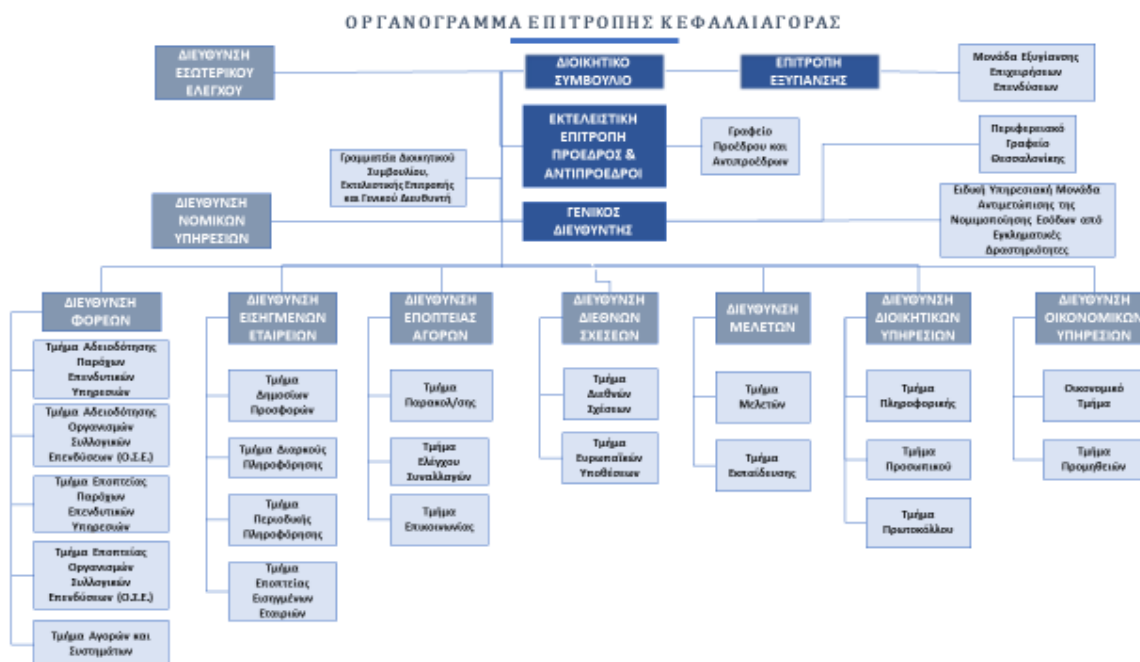 ΟΡΓΑΝΟΓΡΑΜΜΑ ΕΠΙΤΡΟΠΗΣ ΚΕΦΑΛΑΙΑΓΟΡΑΣ
ΔΙΕΥΘΥΝΣΗ
ΕΣΩΤΕΡΙΚΟΥ
ΕΛΕΓΧΟΥ
ΔΙΟΙΚΗΤΙΚΟ
ΣΥΜΒΟΥΛΙΟ
ΕΠΙΤΡΟΠΗ
ΕΞΥΓΙΑΝΣΗΣ
Μονάδα Εξυγίανσης
Επιχειρήσεων
Επενδύσεων
ΕΚΤΕΛΕΙΣΤΙΚΗ
ΕΠΙΤΡΟΠΗ
ΠΡΟΕΔΡΟΣ &
ΑΝΤΙΠΡΟΕΔΡΟΙ
Γραφείο
Προέδρου και
Αντιπροέδρων
Περιφερειακό
Γραφείο
Θεσσαλονίκης
Γραμματεία Διοικητικού
Συμβουλίου,
Εκτελεστικής Επιτροπής
και Γενικού Διευθυντή
ΔΙΕΥΘΥΝΣΗ
ΝΟΜΙΚΩΝ
ΥΠΗΡΕΣΙΩΝ
ΓΕΝΙΚΟΣ
ΔΙΕΥΘΥΝΤΗΣ
Ειδική Υπηρεσιακή Μονάδα
Αντιμετώπισης της
Νομιμοποίησης Εσόδων από
Εγκληματικές
Δραστηριότητες
ΔΙΕΥΘΥΝΣΗ
ΦΟΡΕΩΝ
Τμήμα Αδειοδότησης
Παρόχων
Επενδυτικών
Υπηρεσιών
Τμήμα Αδειοδότησης
Οργανισμών
Συλλογικών
Επενδύσεων (Ο.Σ.Ε.)
Τμήμα Εποπτείας
Παρόχων
Επενδυτικών
Υπηρεσιών
Τμήμα Εποπτείας
Οργανισμών
Συλλογικών
Επενδύσεων (Ο.Σ.Ε.)
Τμήμα Αγορών και
Συστημάτων
ΔΙΕΥΘΥΝΣΗ
ΕΙΣΗΓΜΕΝΩΝ
ΕΤΑΙΡΕΙΩΝ
Τμήμα
Δημοσίων
Προσφορών
Τμήμα Διαρκούς
Πληροφόρησης
Τμήμα
Περιοδικής
Πληροφόρησης
Τμήμα
Εποπτείας
Εισηγμένων
Εταιριών
ΔΙΕΥΘΥΝΣΗ
ΕΠΟΠΤΕΙΑΣ
ΑΓΟΡΩΝ
Τμήμα
Παρακολ/σης
Τμήμα
Ελέγχου
Συναλλαγών
Τμήμα
Επικοινωνίας
ΔΙΕΥΘΥΝΣΗ
ΔΙΕΘΝΩΝ
ΣΧΕΣΕΩΝ
Τμήμα
Διεθνών
Σχέσεων
Τμήμα
Ευρωπαϊκών
Υποθέσεων
ΔΙΕΥΘΥΝΣΗ
ΜΕΛΕΤΩΝ
Τμήμα
Μελετών
Τμήμα
Εκπαίδευσης
ΔΙΕΥΘΥΝΣΗ
ΔΙΟΙΚΗΤΙΚΩΝ
ΥΠΗΡΕΣΙΩΝ
Τμήμα
Πληροφορικής
Τμήμα
Προσωπικού
Τμήμα
Πρωτοκόλλου
ΔΙΕΥΘΥΝΣΗ
ΟΙΚΟΝΟΜΙΚΩΝ
ΥΠΗΡΕΣΙΩΝ
Οικονομικό
Τμήμα
Τμήμα
Προμηθειών